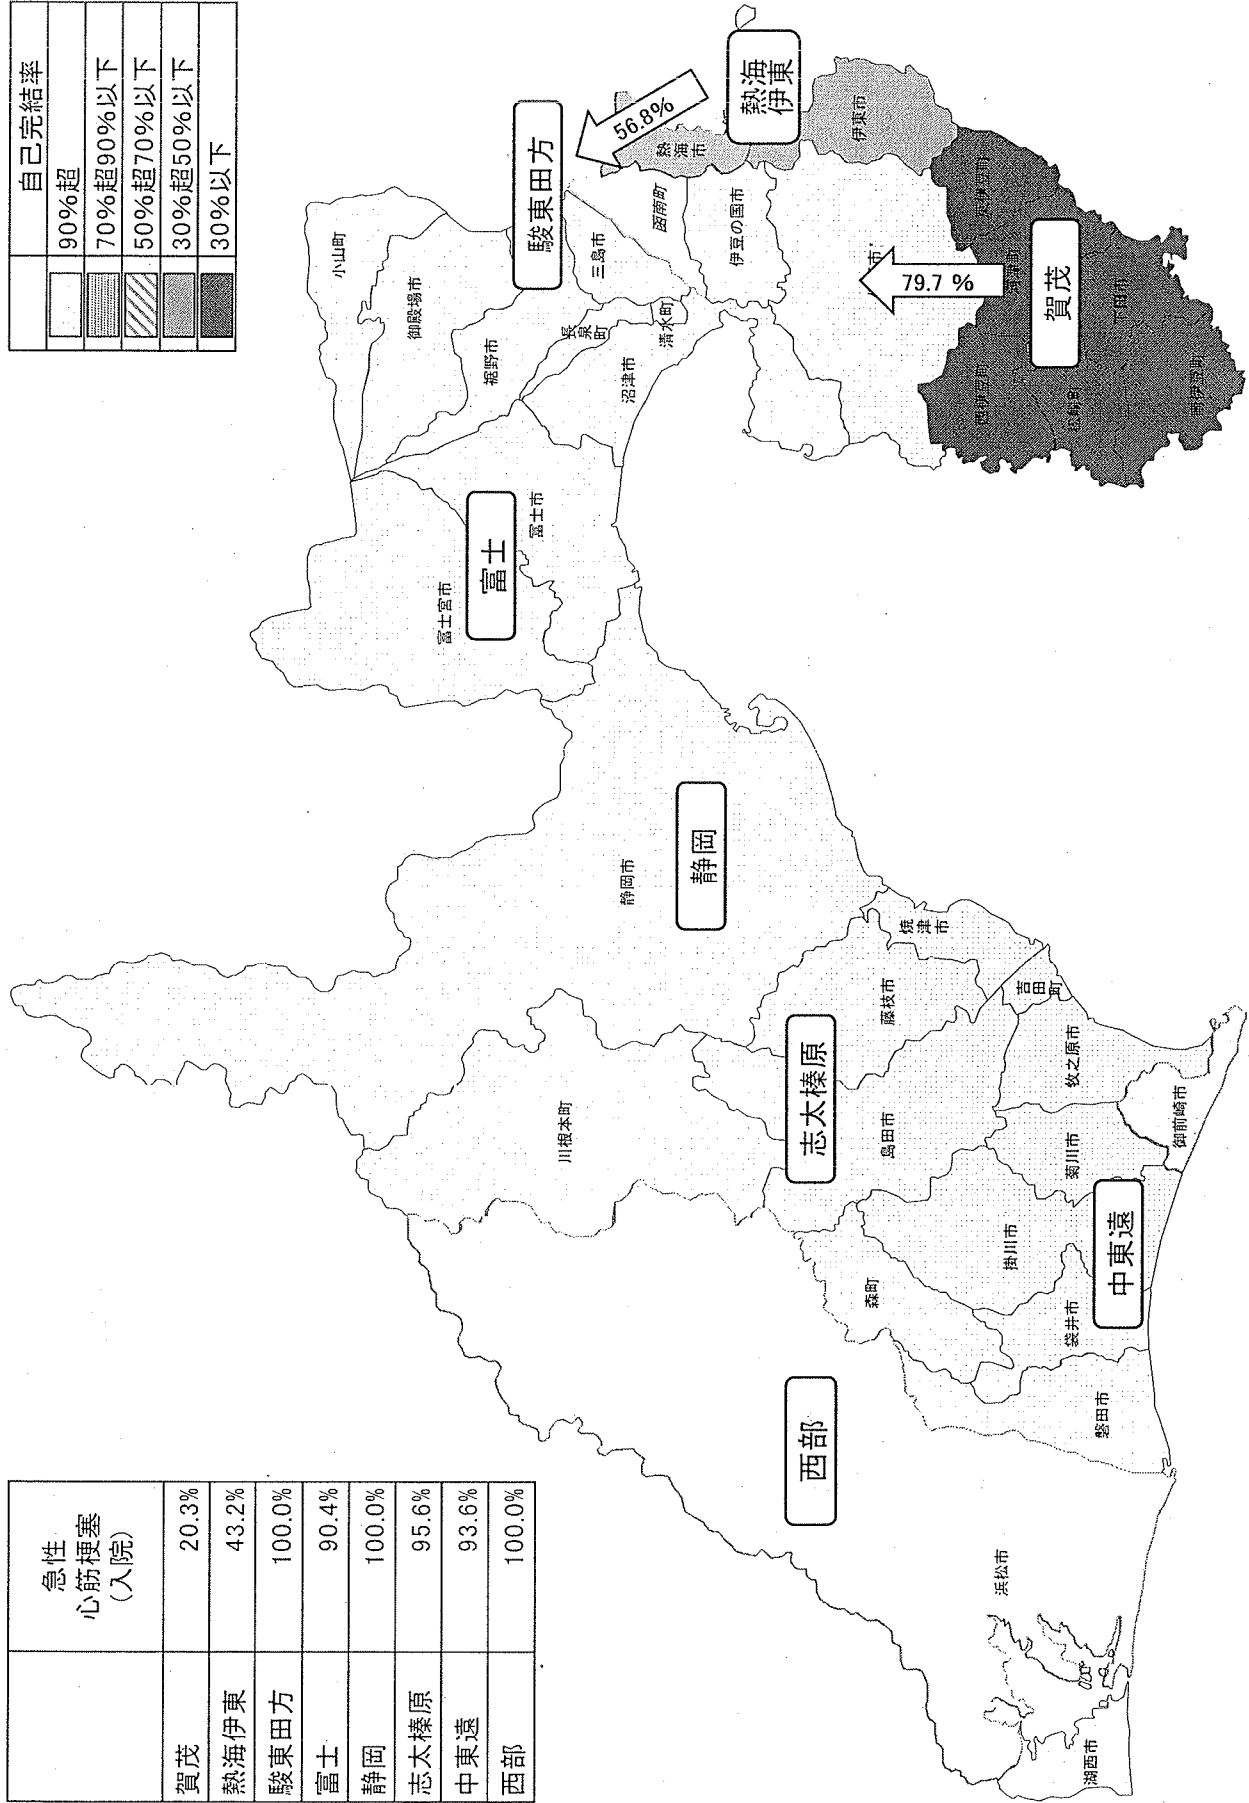 急性
心筋梗塞
(入院)
賀茂 20.3%
熱海伊東 43.2%
駿東田方 100.0%
富士 90.4%
静岡 100.0%
志太榛原 95.6%
中東遠 93.6%
西部 100.0%
自己完結率
90%超
70%超90%以下
50%超70%以下
30%超50%以下
30%以下
小山町
御殿場市
裾野市
長泉町
三島市
清水町
沼津市
函南町
伊豆の国市
市
熱海市
伊東市
駿東田方
56.8%
熱海
伊東
79.7 %
賀茂
河津町
東伊豆町
下田市
西伊豆町
松崎町
南伊豆町
富士宮市
富士市
富士
静岡市
静岡
川根本町
藤枝市
焼津市
吉田町
島田市
牧之原市
志太榛原
御前崎市
菊川市
掛川市
森町
袋井市
磐田市
中東遠
西部
浜松市
湖西市